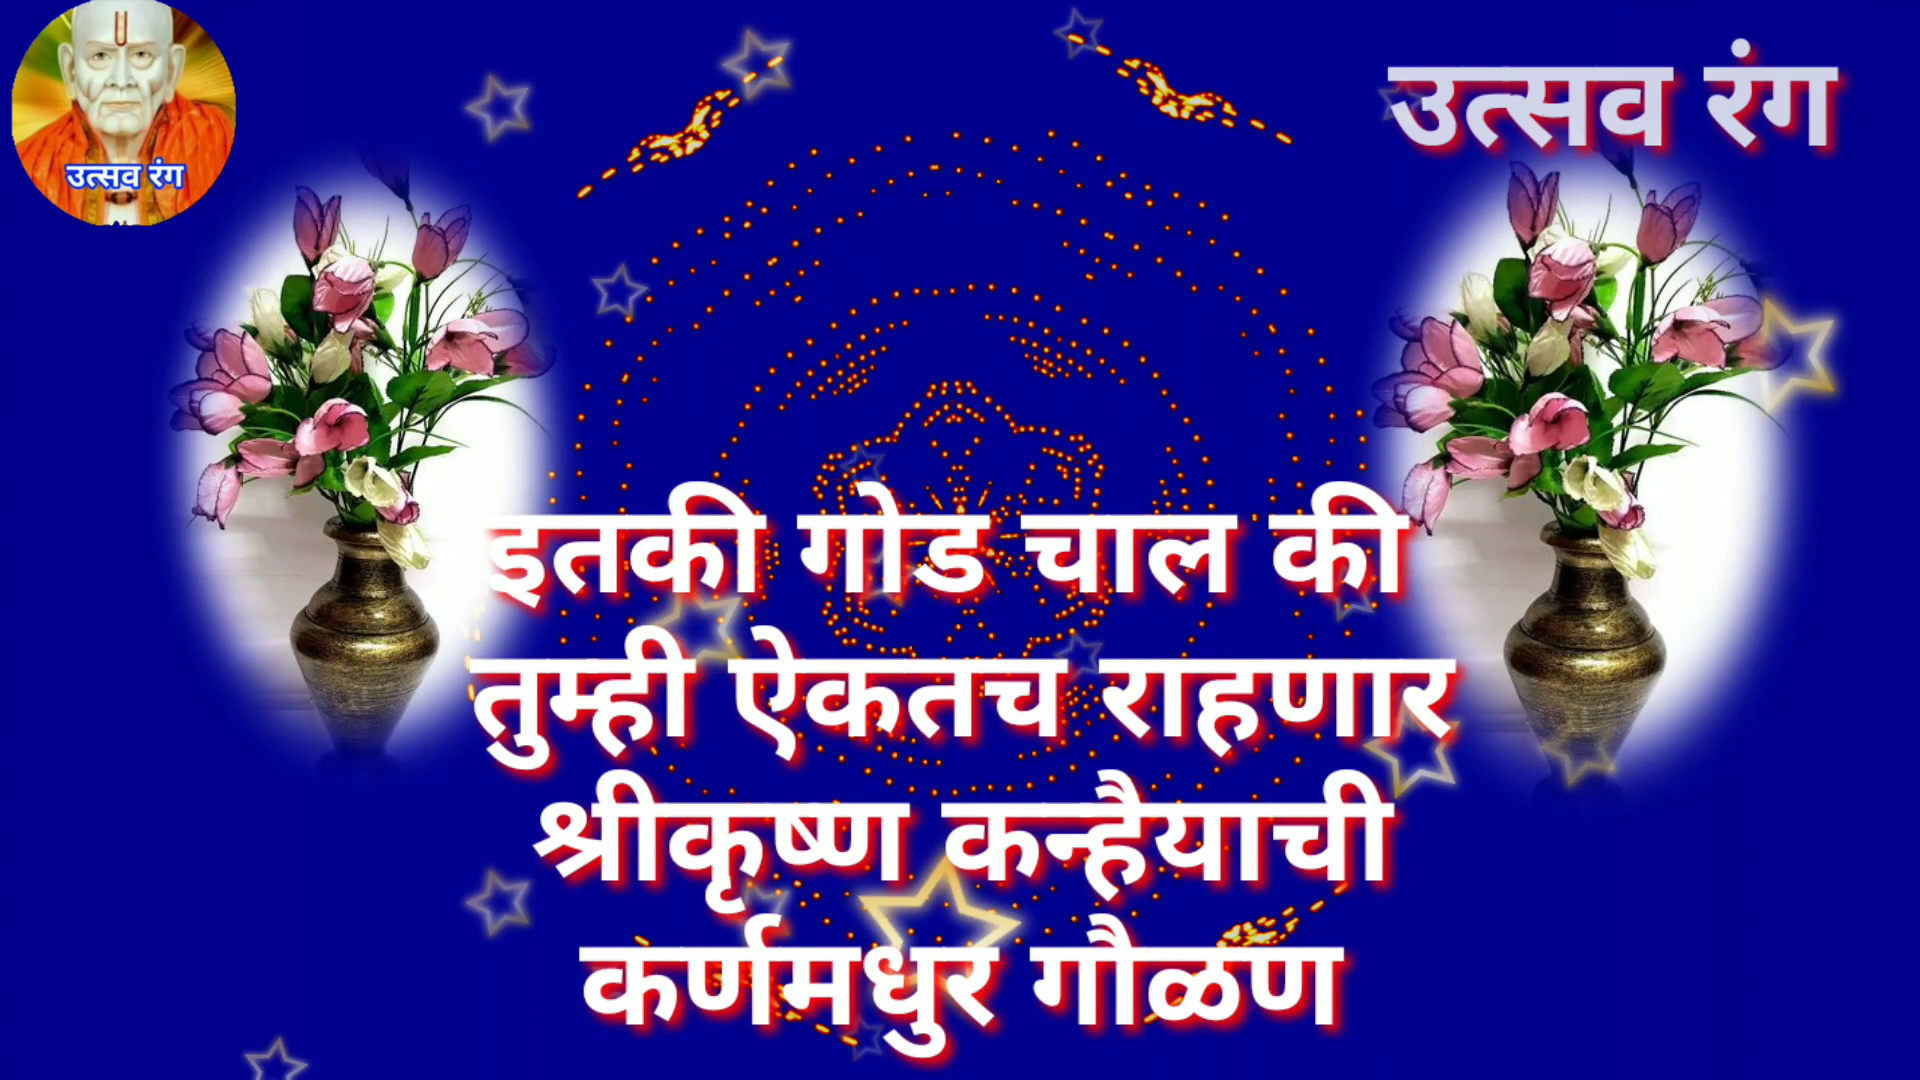 उत्सव रंग
उत्सव रंग
इतकी गोड चाल की
तुम्ही ऐकतच राहणार
श्रीकृष्ण कन्हैयाची
कर्णमधुर गौळण